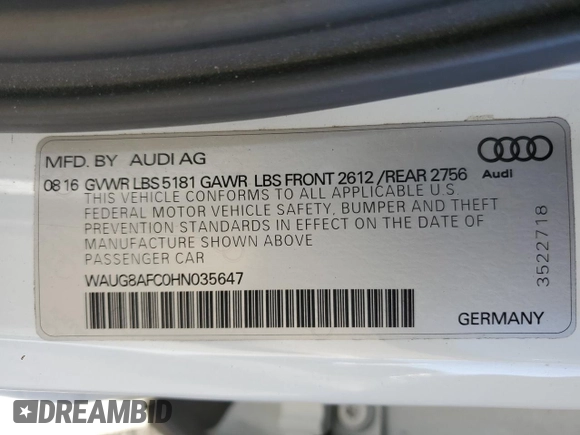 MFD. BY AUDI AG
Audi
08 16 GVWR LBS 5181 GAWR LBS FRONT 2612 /REAR 2756
THIS VEHICLE CONFORMS TO ALL APPLICABLE U.S.
FEDERAL MOTOR VEHICLE SAFETY, BUMPER AND THEFT
PREVENTION STANDARDS IN EFFECT ON THE DATE OF
MANUFACTURE SHOWN ABOVE
PASSENGER CAR
WAUG8AFC0HN035647
3522718
GERMANY
DREAMBID